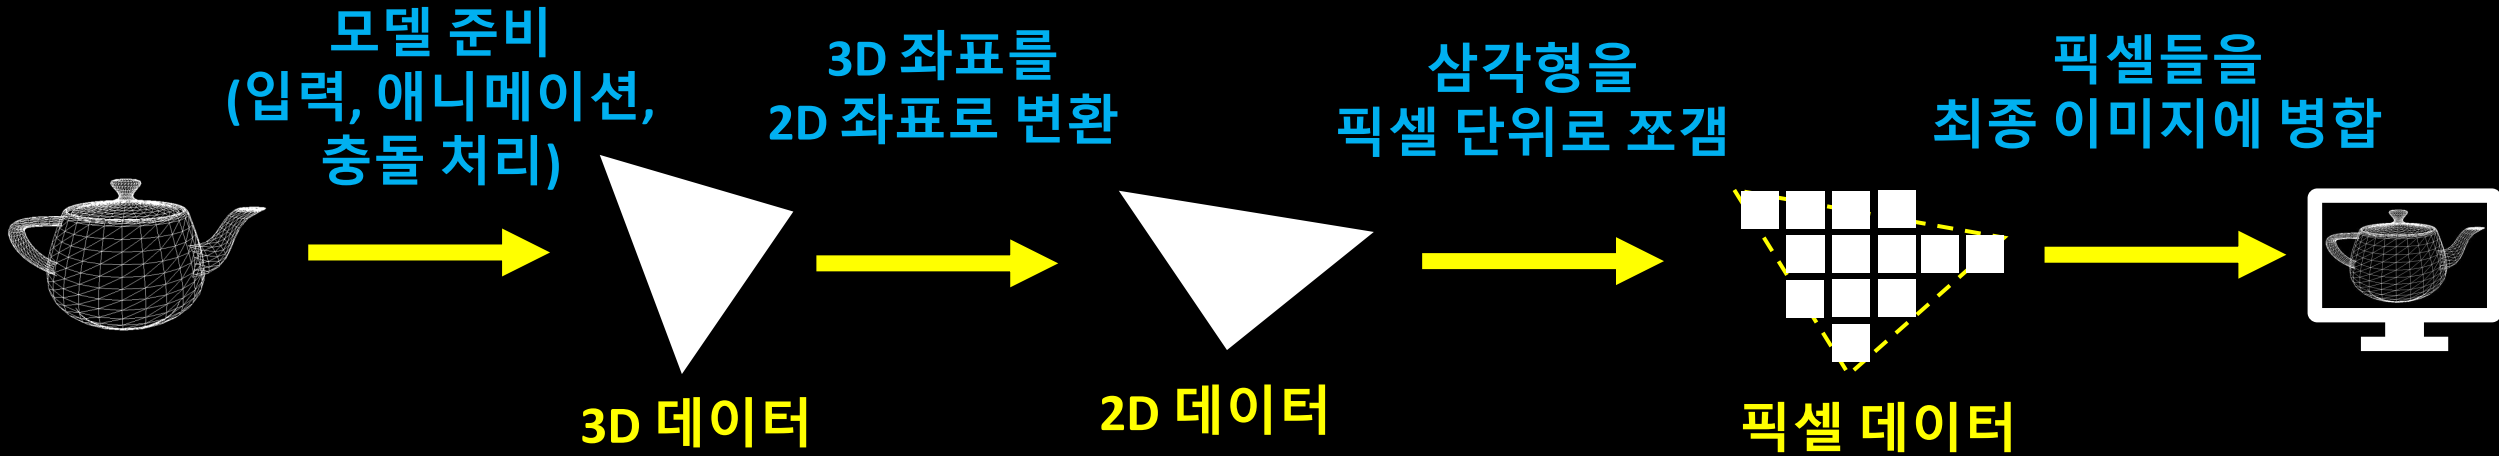 모델 준비
(입력, 애니메이션,
충돌 처리)
3D 좌표를
2D 좌표로 변환
삼각형을
픽셀 단위로 쪼갬
픽셀들을
최종 이미지에 병합
3D 데이터
2D 데이터
픽셀 데이터